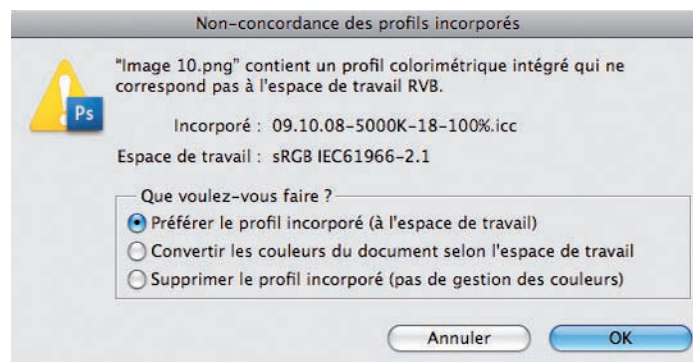 Non-concordance des profils incorporés
"Image 10.png" contient un profil colorimétrique intégré qui ne
correspond pas à l'espace de travail RVB.
Ps
Incorporé : 09.10.08-5000K-18-100%.icc
Espace de travail : sRGB IEC61966-2.1
Que voulez-vous faire ?
Préférer le profil incorporé (à l'espace de travail)
Convertir les couleurs du document selon l'espace de travail
Supprimer le profil incorporé (pas de gestion des couleurs)
Annuler OK